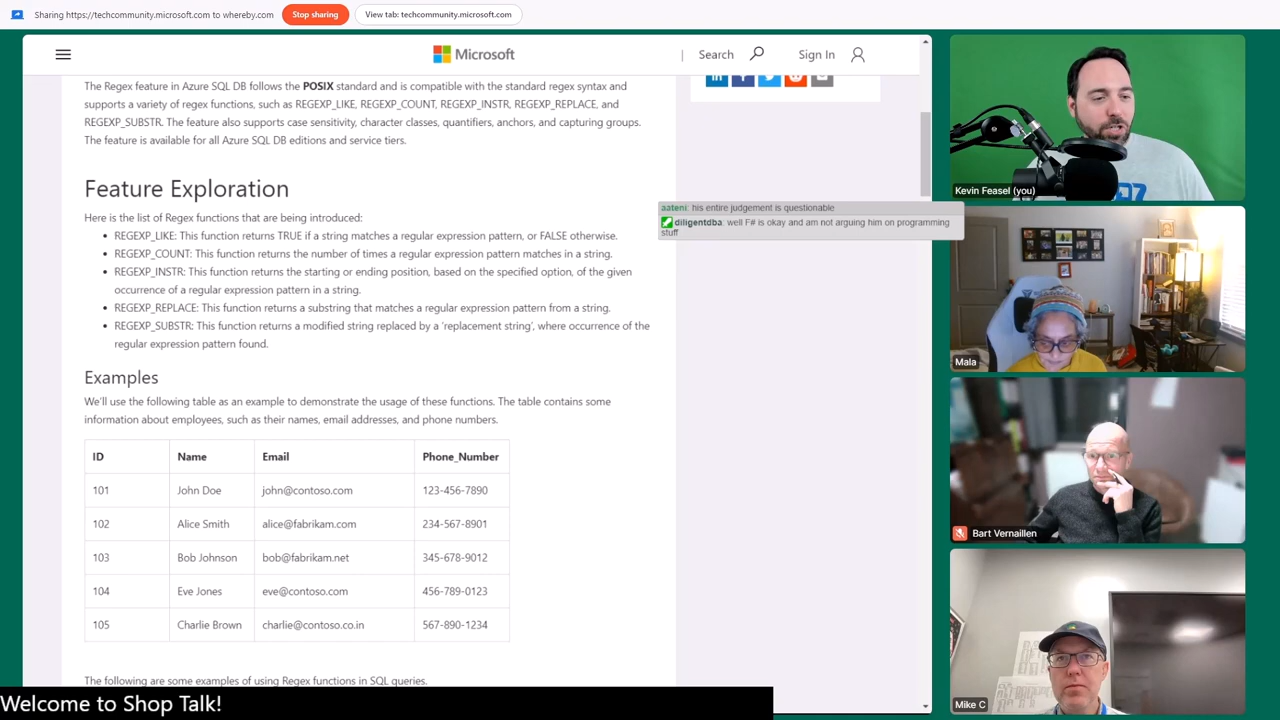 Sharing https://techcommunity.microsoft.com to whereby.com
Stop sharing
View tab: techcommunity.microsoft.com
Microsoft
Search
Sign In
The Regex feature in Azure SQL DB follows the POSIX standard and is compatible with the standard regex syntax and
supports a variety of regex functions, such as REGEXP_LIKE, REGEXP_COUNT, REGEXP_INSTR, REGEXP_REPLACE, and
REGEXP_SUBSTR. The feature also supports case sensitivity, character classes, quantifiers, anchors, and capturing groups.
The feature is available for all Azure SQL DB editions and service tiers.
Feature Exploration
Here is the list of Regex functions that are being introduced:
• REGEXP_LIKE: This function returns TRUE if a string matches a regular expression pattern, or FALSE otherwise.
• REGEXP_COUNT: This function returns the number of times a regular expression pattern matches in a string.
• REGEXP_INSTR: This function returns the starting or ending position, based on the specified option, of the given
occurrence of a regular expression pattern in a string.
• REGEXP_REPLACE: This function returns a substring that matches a regular expression pattern from a string.
• REGEXP_SUBSTR: This function returns a modified string replaced by a ‘replacement string’, where occurrence of the
regular expression pattern found.
Examples
We’ll use the following table as an example to demonstrate the usage of these functions. The table contains some
information about employees, such as their names, email addresses, and phone numbers.
ID Name Email Phone_Number
101 John Doe john@contoso.com 123-456-7890
102 Alice Smith alice@fabrikam.com 234-567-8901
103 Bob Johnson bob@fabrikam.net 345-678-9012
104 Eve Jones eve@contoso.com 456-789-0123
105 Charlie Brown charlie@contoso.co.in 567-890-1234
The following are some examples of using Regex functions in SQL queries.
aateni: his entire judgement is questionable
diligentdba: well F# is okay and am not arguing him on programming
stuff
Kevin Feasel (you)
Mala
Bart Vernaillen
Mike C
Welcome to Shop Talk!